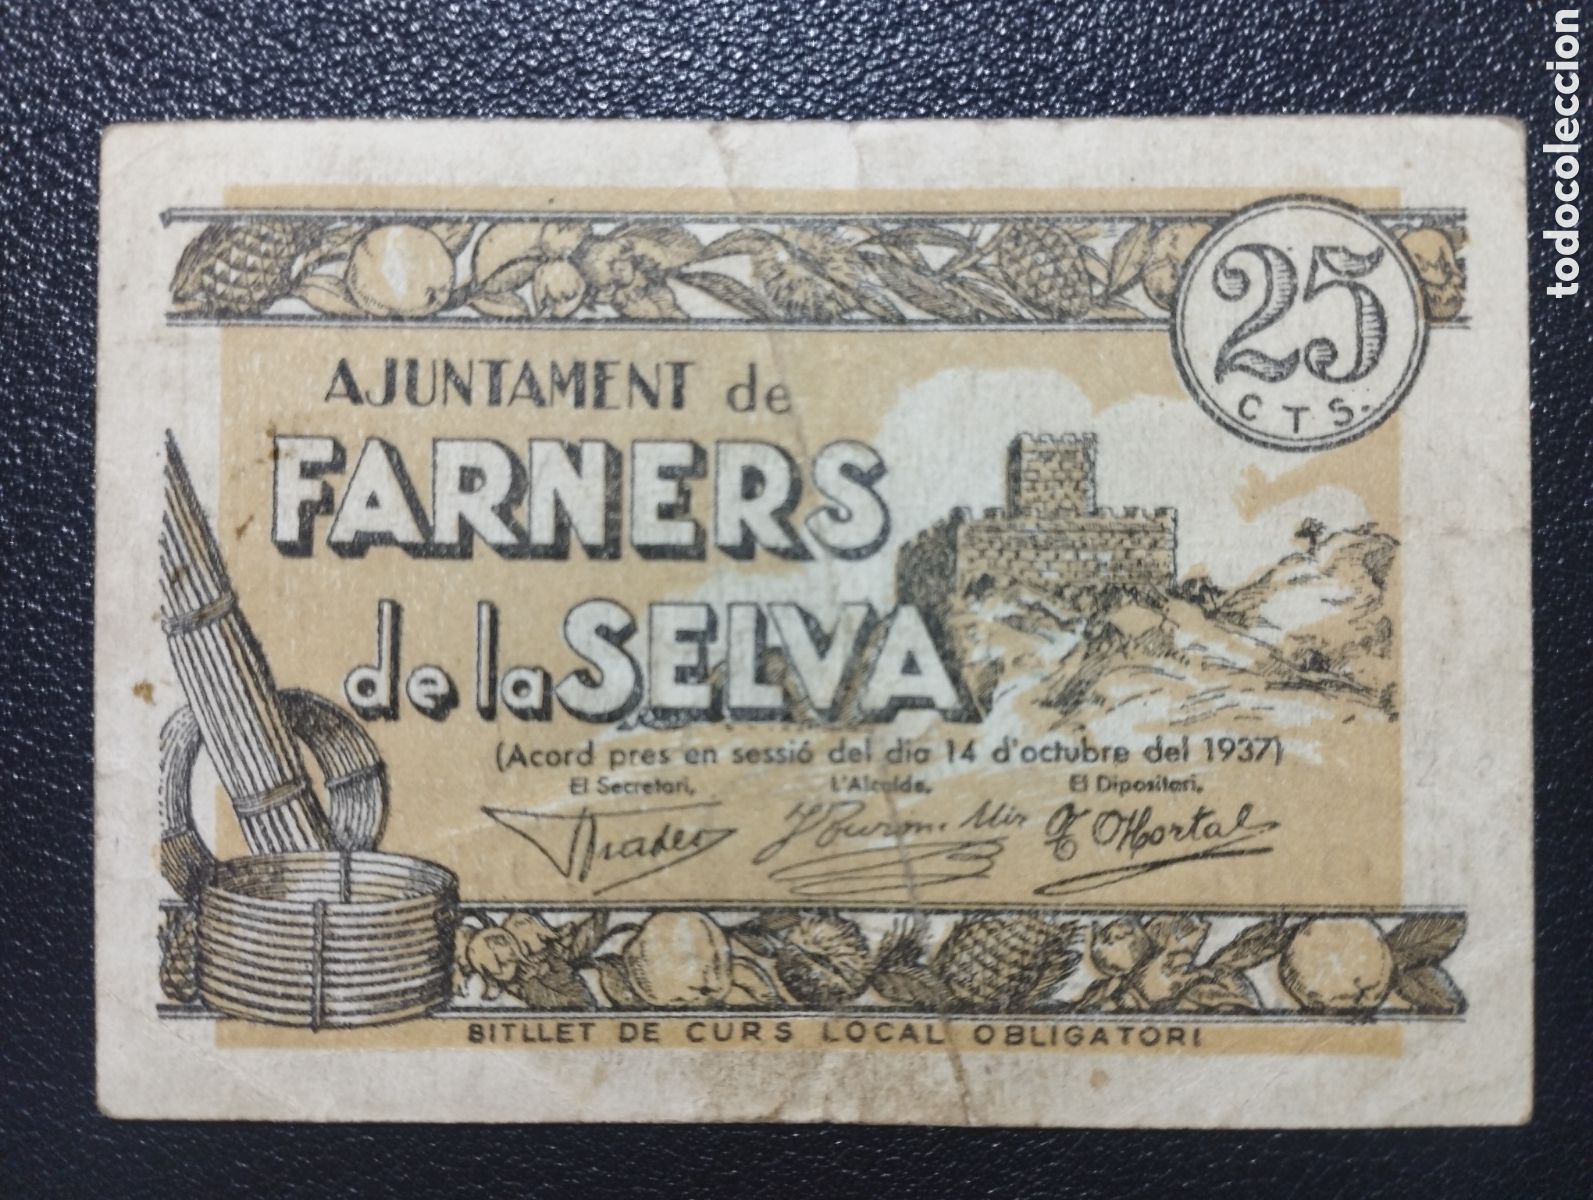 todocoleccion
25
CTS.
AJUNTAMENT de
FARNERS
de la SELVA
(Acord pres en sessió del dia 14 d'octubre del 1937)
El Secretari, L'Alcalde, El Dipositari,
BITLLET DE CURS LOCAL OBLIGATORI